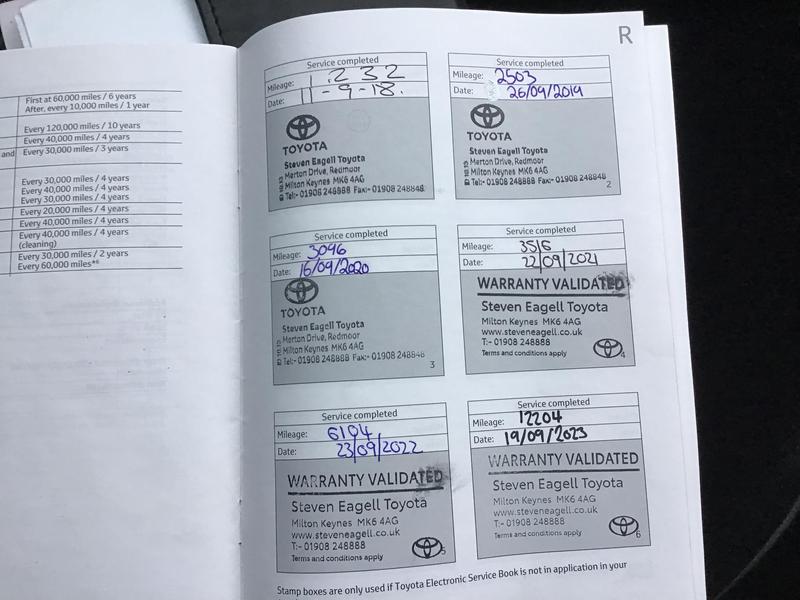 First at 60,000 miles / 6 years
After, every 10,000 miles / 1 year
Every 120,000 miles / 10 years
Every 40,000 miles / 4 years
and Every 30,000 miles / 3 years
Every 30,000 miles / 4 years
Every 40,000 miles / 4 years
Every 30,000 miles / 4 years
Every 20,000 miles / 4 years
Every 40,000 miles / 4 years
Every 40,000 miles / 4 years
(cleaning)
Every 30,000 miles / 2 years
Every 60,000 miles*⁶
R
Service completed
Mileage: 1,232
Date: 11-9-18.
TOYOTA
Steven Eagell Toyota
Merton Drive, Redmoor
Milton Keynes MK6 4AG
Tel:- 01908 248888 Fax:- 01908 248848
Service completed
Mileage: 2503
Date: 26/09/2019
TOYOTA
Steven Eagell Toyota
Merton Drive, Redmoor
Milton Keynes MK6 4AG
Tel:- 01908 248888 Fax:- 01908 248848
2
Service completed
Mileage: 3096
Date: 16/09/2020
TOYOTA
Steven Eagell Toyota
Merton Drive, Redmoor
Milton Keynes MK6 4AG
Tel:- 01908 248888 Fax:- 01908 248848
3
Service completed
Mileage: 3516
Date: 22/09/2021
WARRANTY VALIDATED
Steven Eagell Toyota
Milton Keynes MK6 4AG
www.steveneagell.co.uk
T:- 01908 248888
Terms and conditions apply
4
Service completed
Mileage: 6104
Date: 23/09/2022
WARRANTY VALIDATED
Steven Eagell Toyota
Milton Keynes MK6 4AG
www.steveneagell.co.uk
T:- 01908 248888
Terms and conditions apply
5
Service completed
Mileage: 12204
Date: 19/09/2023
WARRANTY VALIDATED
Steven Eagell Toyota
Milton Keynes MK6 4AG
www.steveneagell.co.uk
T:- 01908 248888
Terms and conditions apply
6
Stamp boxes are only used if Toyota Electronic Service Book is not in application in your